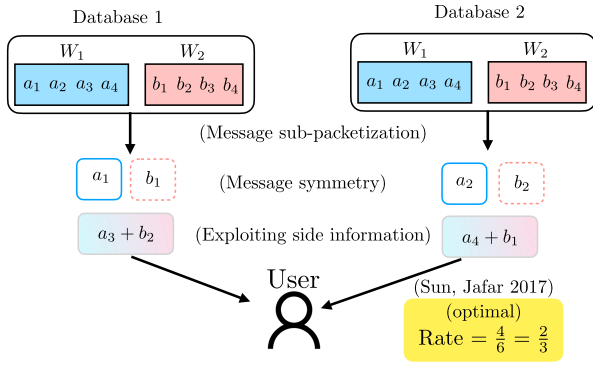 Database 1
Database 2
W₁ W₂
W₁ W₂
a₁ a₂ a₃ a₄ b₁ b₂ b₃ b₄
a₁ a₂ a₃ a₄ b₁ b₂ b₃ b₄
(Message sub-packetization)
a₁ b₁
(Message symmetry)
a₂ b₂
a₃ + b₂
(Exploiting side information)
a₄ + b₁
User
(Sun, Jafar 2017)
(optimal)
Rate = 4/6 = 2/3